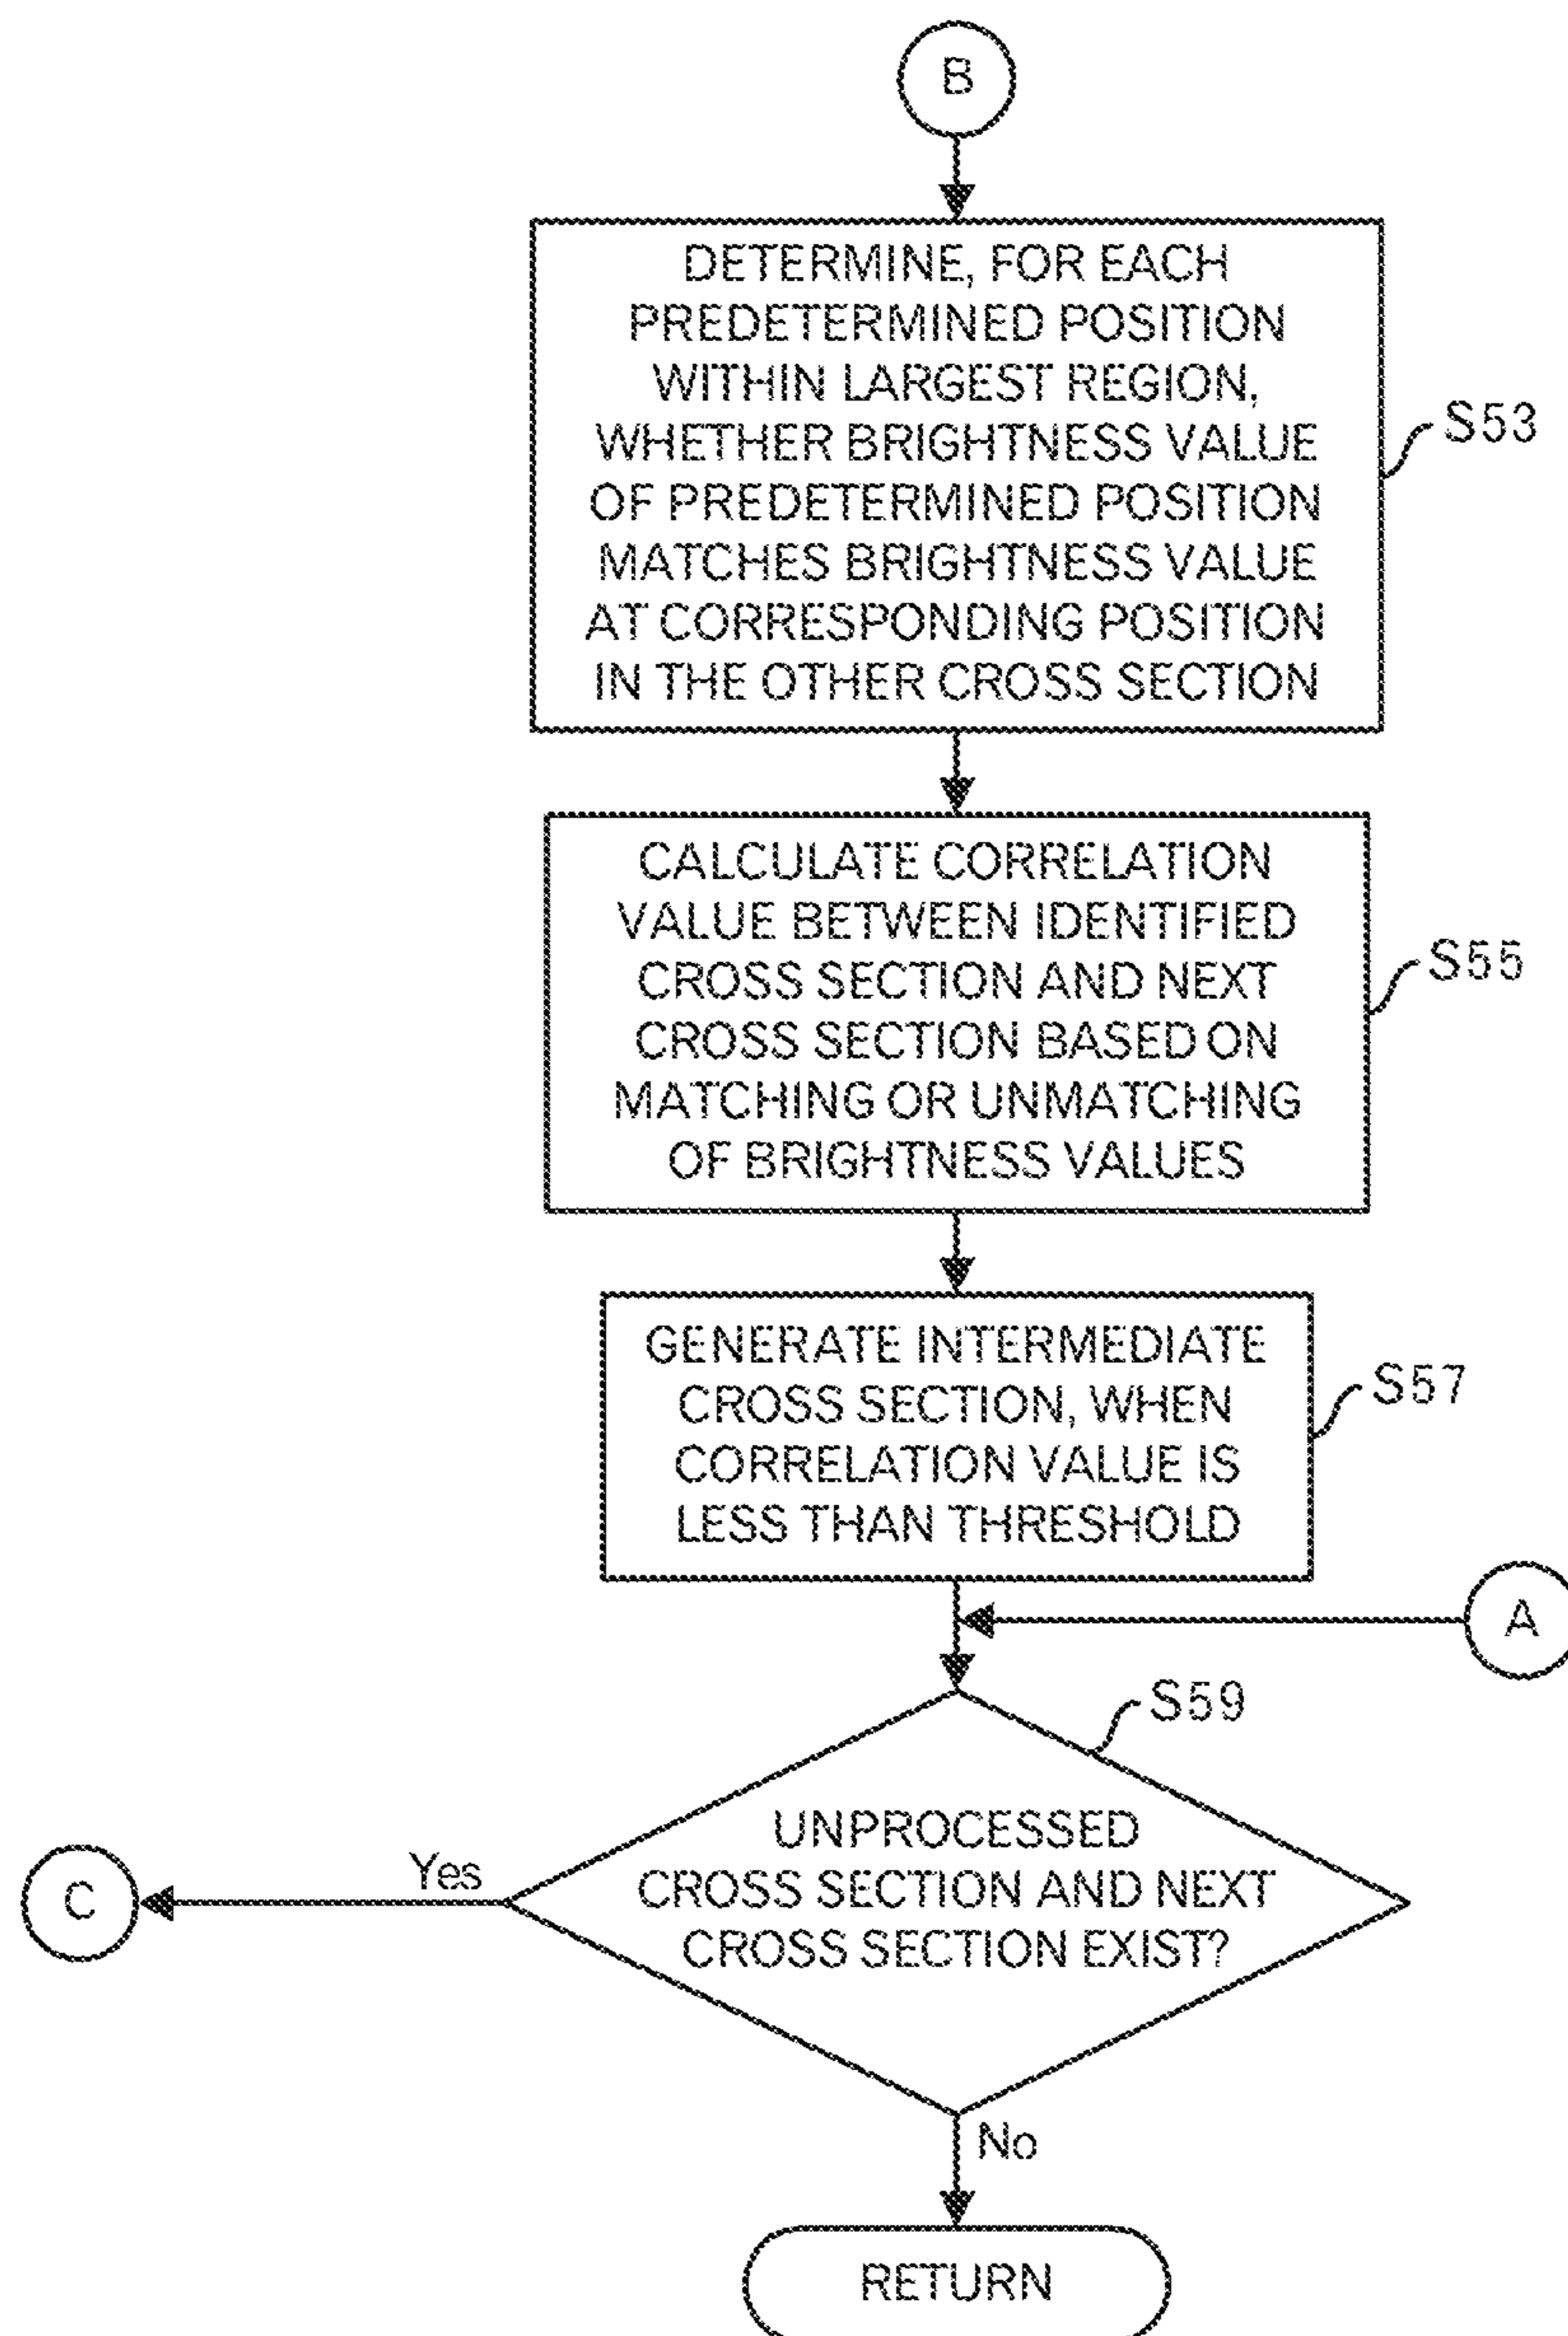 B
DETERMINE, FOR EACH
PREDETERMINED POSITION
WITHIN LARGEST REGION,
WHETHER BRIGHTNESS VALUE
OF PREDETERMINED POSITION
MATCHES BRIGHTNESS VALUE
AT CORRESPONDING POSITION
IN THE OTHER CROSS SECTION
S53
CALCULATE CORRELATION
VALUE BETWEEN IDENTIFIED
CROSS SECTION AND NEXT
CROSS SECTION BASED ON
MATCHING OR UNMATCHING
OF BRIGHTNESS VALUES
S55
GENERATE INTERMEDIATE
CROSS SECTION, WHEN
CORRELATION VALUE IS
LESS THAN THRESHOLD
S57
A
S59
UNPROCESSED
CROSS SECTION AND NEXT
CROSS SECTION EXIST?
Yes
C
No
RETURN